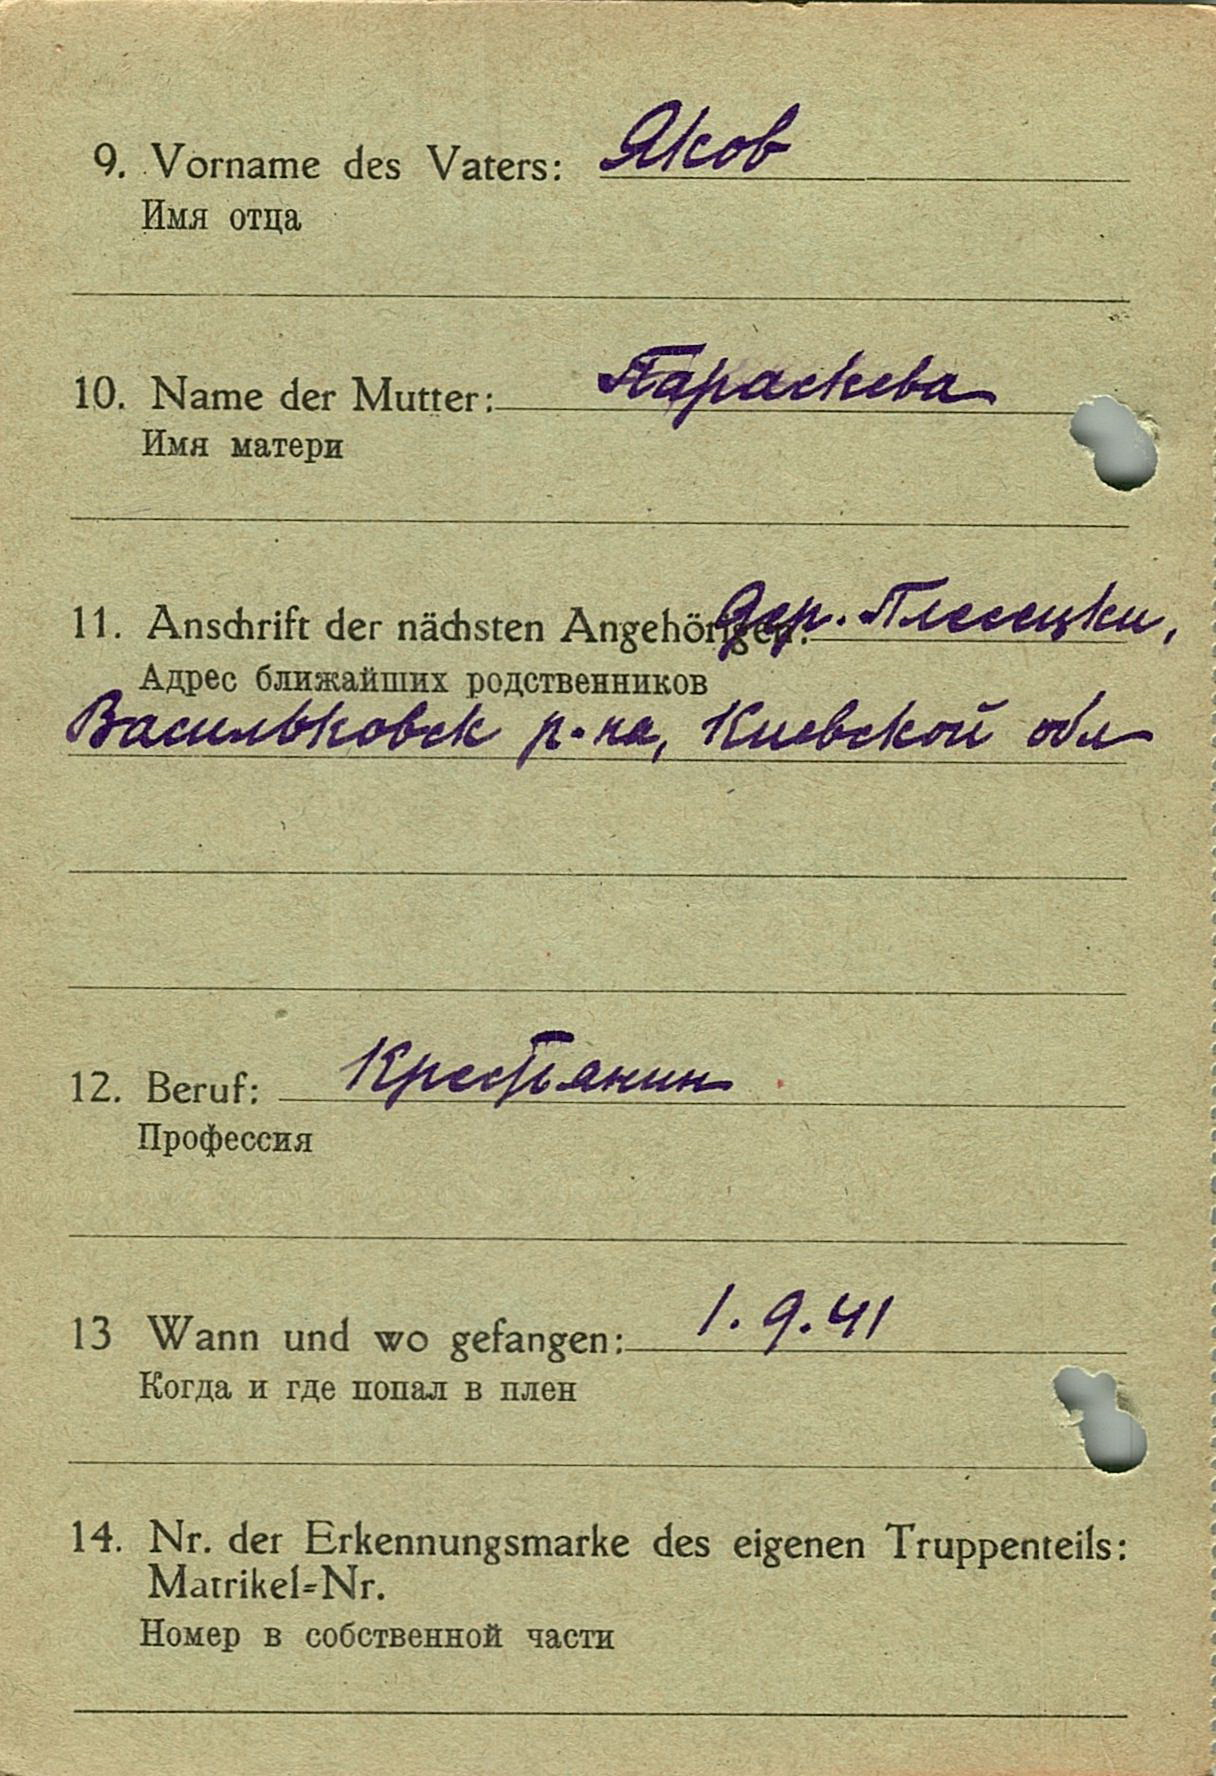 9. Vorname des Vaters: Яков
Имя отца
10. Name der Mutter: Параскева
Имя матери
11. Anschrift der nächsten Angehörigen: дер. Плесецки,
Адрес ближайших родственников
Васильковск р-на, Киевской обл
12. Beruf: Крестьянин
Профессия
13 Wann und wo gefangen: 1.9.41
Когда и где попал в плен
14. Nr. der Erkennungsmarke des eigenen Truppenteils:
Matrikel=Nr.
Номер в собственной части